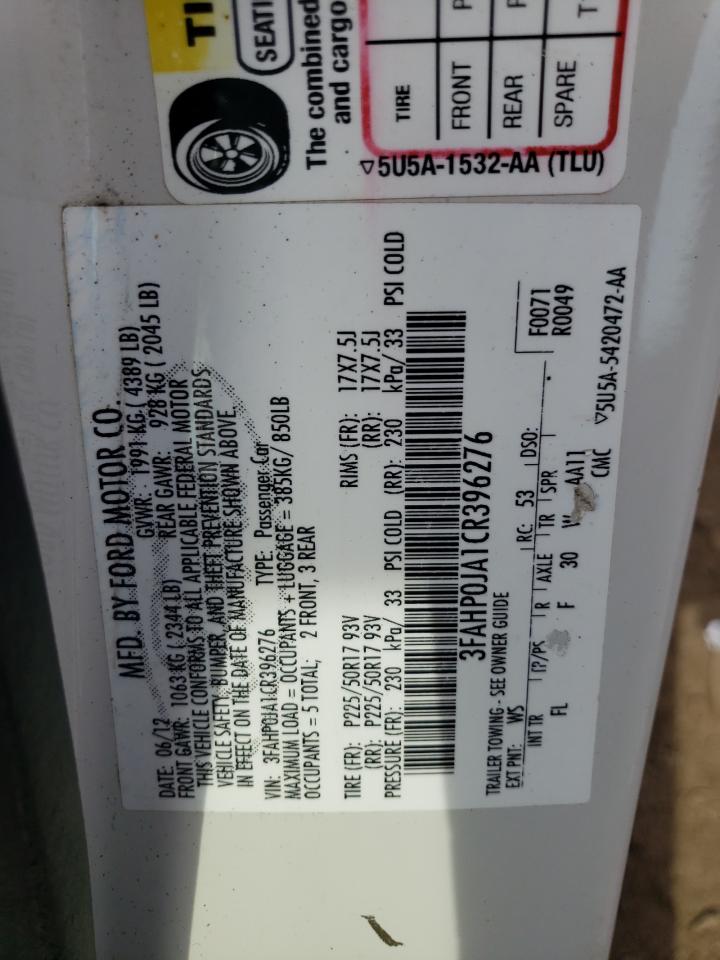 MFD. BY FORD MOTOR CO.
DATE: 06/12 GVWR: 1991 KG ( 4389 LB)
FRONT GAWR: 1063 KG ( 2344 LB) REAR GAWR: 928 KG ( 2045 LB)
THIS VEHICLE CONFORMS TO ALL APPLICABLE FEDERAL MOTOR
VEHICLE SAFETY, BUMPER, AND THEFT PREVENTION STANDARDS
IN EFFECT ON THE DATE OF MANUFACTURE SHOWN ABOVE.
VIN: 3FAHP0JA1CR396276 TYPE: Passenger Car
MAXIMUM LOAD = OCCUPANTS + LUGGAGE = 385KG/ 850LB
OCCUPANTS = 5 TOTAL; 2 FRONT, 3 REAR
TIRE (FR): P225/50R17 93V RIMS (FR): 17X7.5J
(RR): P225/50R17 93V (RR): 17X7.5J
PRESSURE (FR): 230 kPa/ 33 PSI COLD (RR): 230 kPa/ 33 PSI COLD
3FAHP0JA1CR396276
TRAILER TOWING - SEE OWNER GUIDE F0071
EXT PNT: WS RC: 53 DSO: R0049
INT TR TP/PS R AXLE TR SPR
FL F 30 4A11
CMC ▽5U5A-5420472-AA
TI
SEATI
The combined
and cargo
TIRE
FRONT P
REAR F
SPARE T
▽5U5A-1532-AA (TLU)